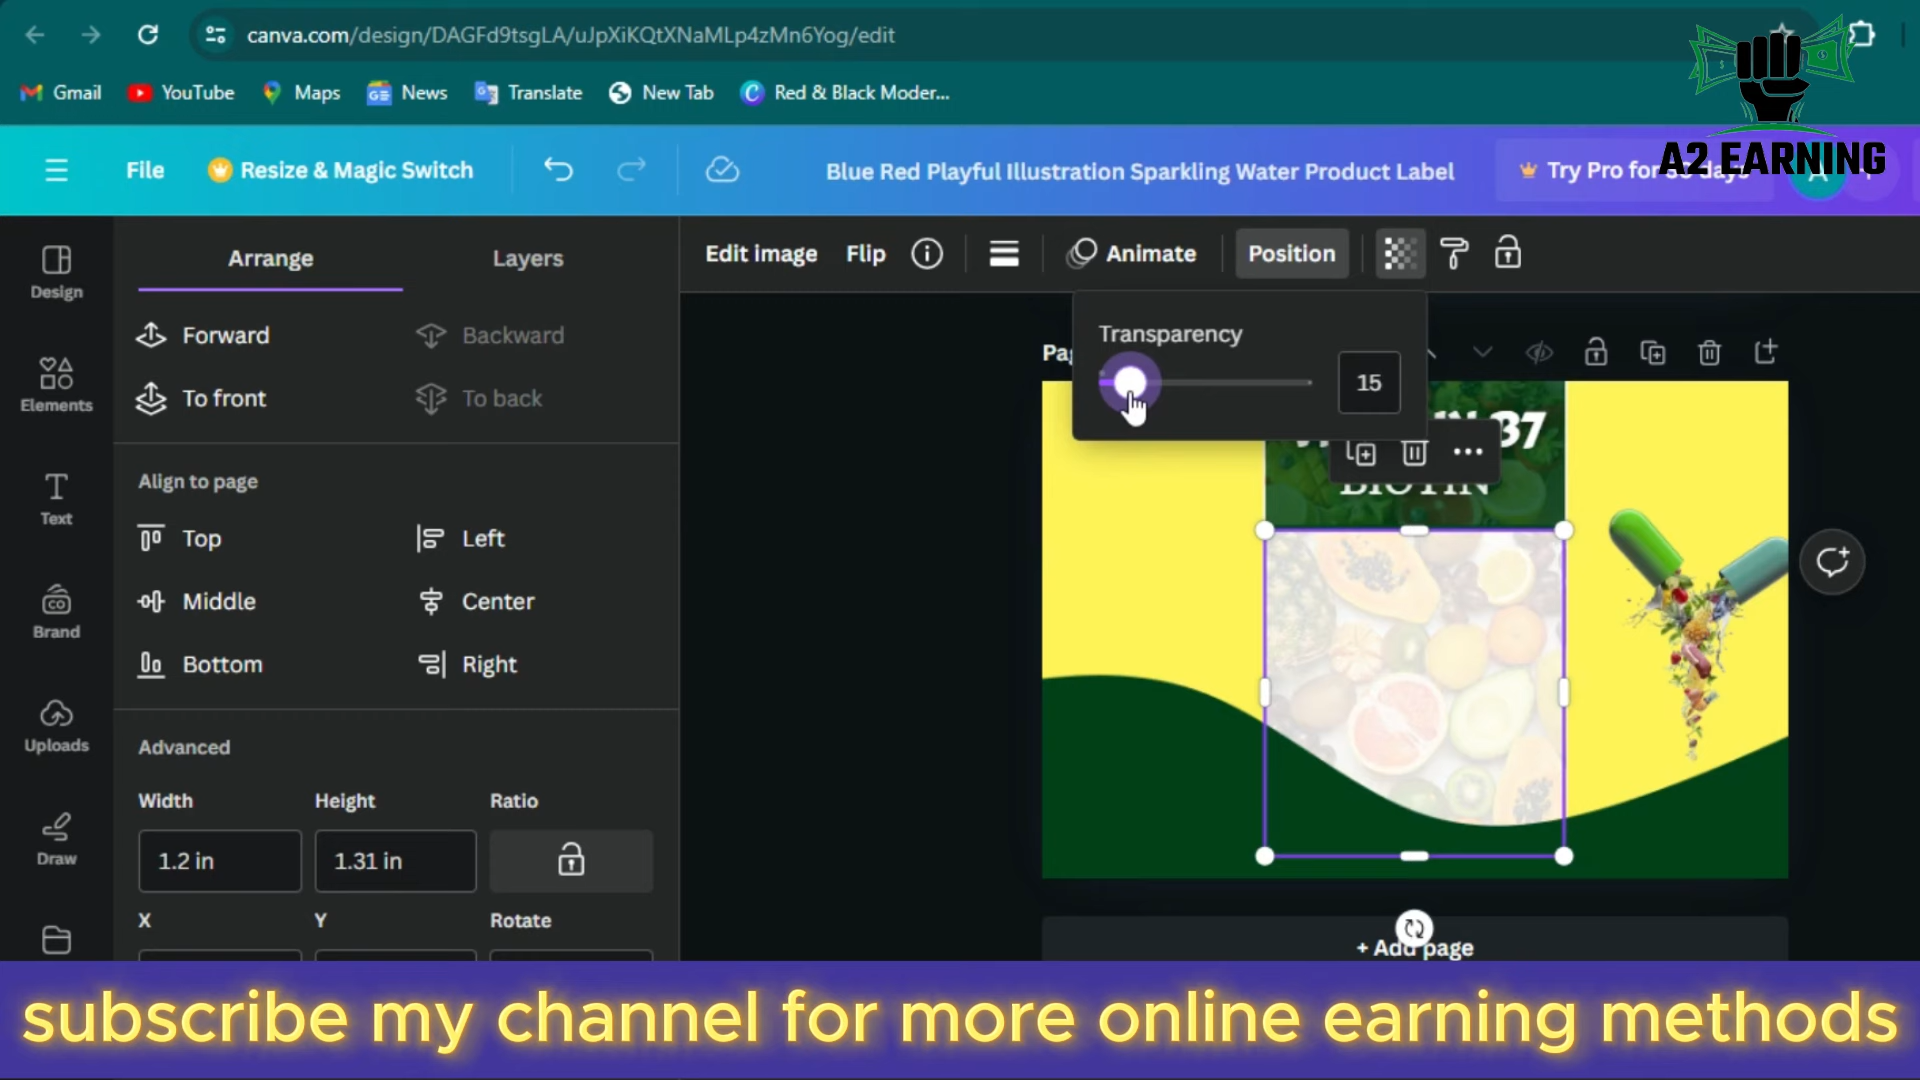 canva.com/design/DAGFd9tsgLA/uJpXiKQtXNaMLp4zMn6Yog/edit
Gmail
YouTube
Maps
News
Translate
New Tab
Red & Black Moder...
A2 EARNING
File
Resize & Magic Switch
Blue Red Playful Illustration Sparkling Water Product Label
Try Pro for 30 days
Design
Elements
Text
Brand
Uploads
Draw
Arrange
Layers
Forward
Backward
To front
To back
Align to page
Top
Left
Middle
Center
Bottom
Right
Advanced
Width
Height
Ratio
1.2 in
1.31 in
X
Y
Rotate
Edit image
Flip
Animate
Position
Transparency
15
37
BIOTIN
+ Add page
subscribe my channel for more online earning methods